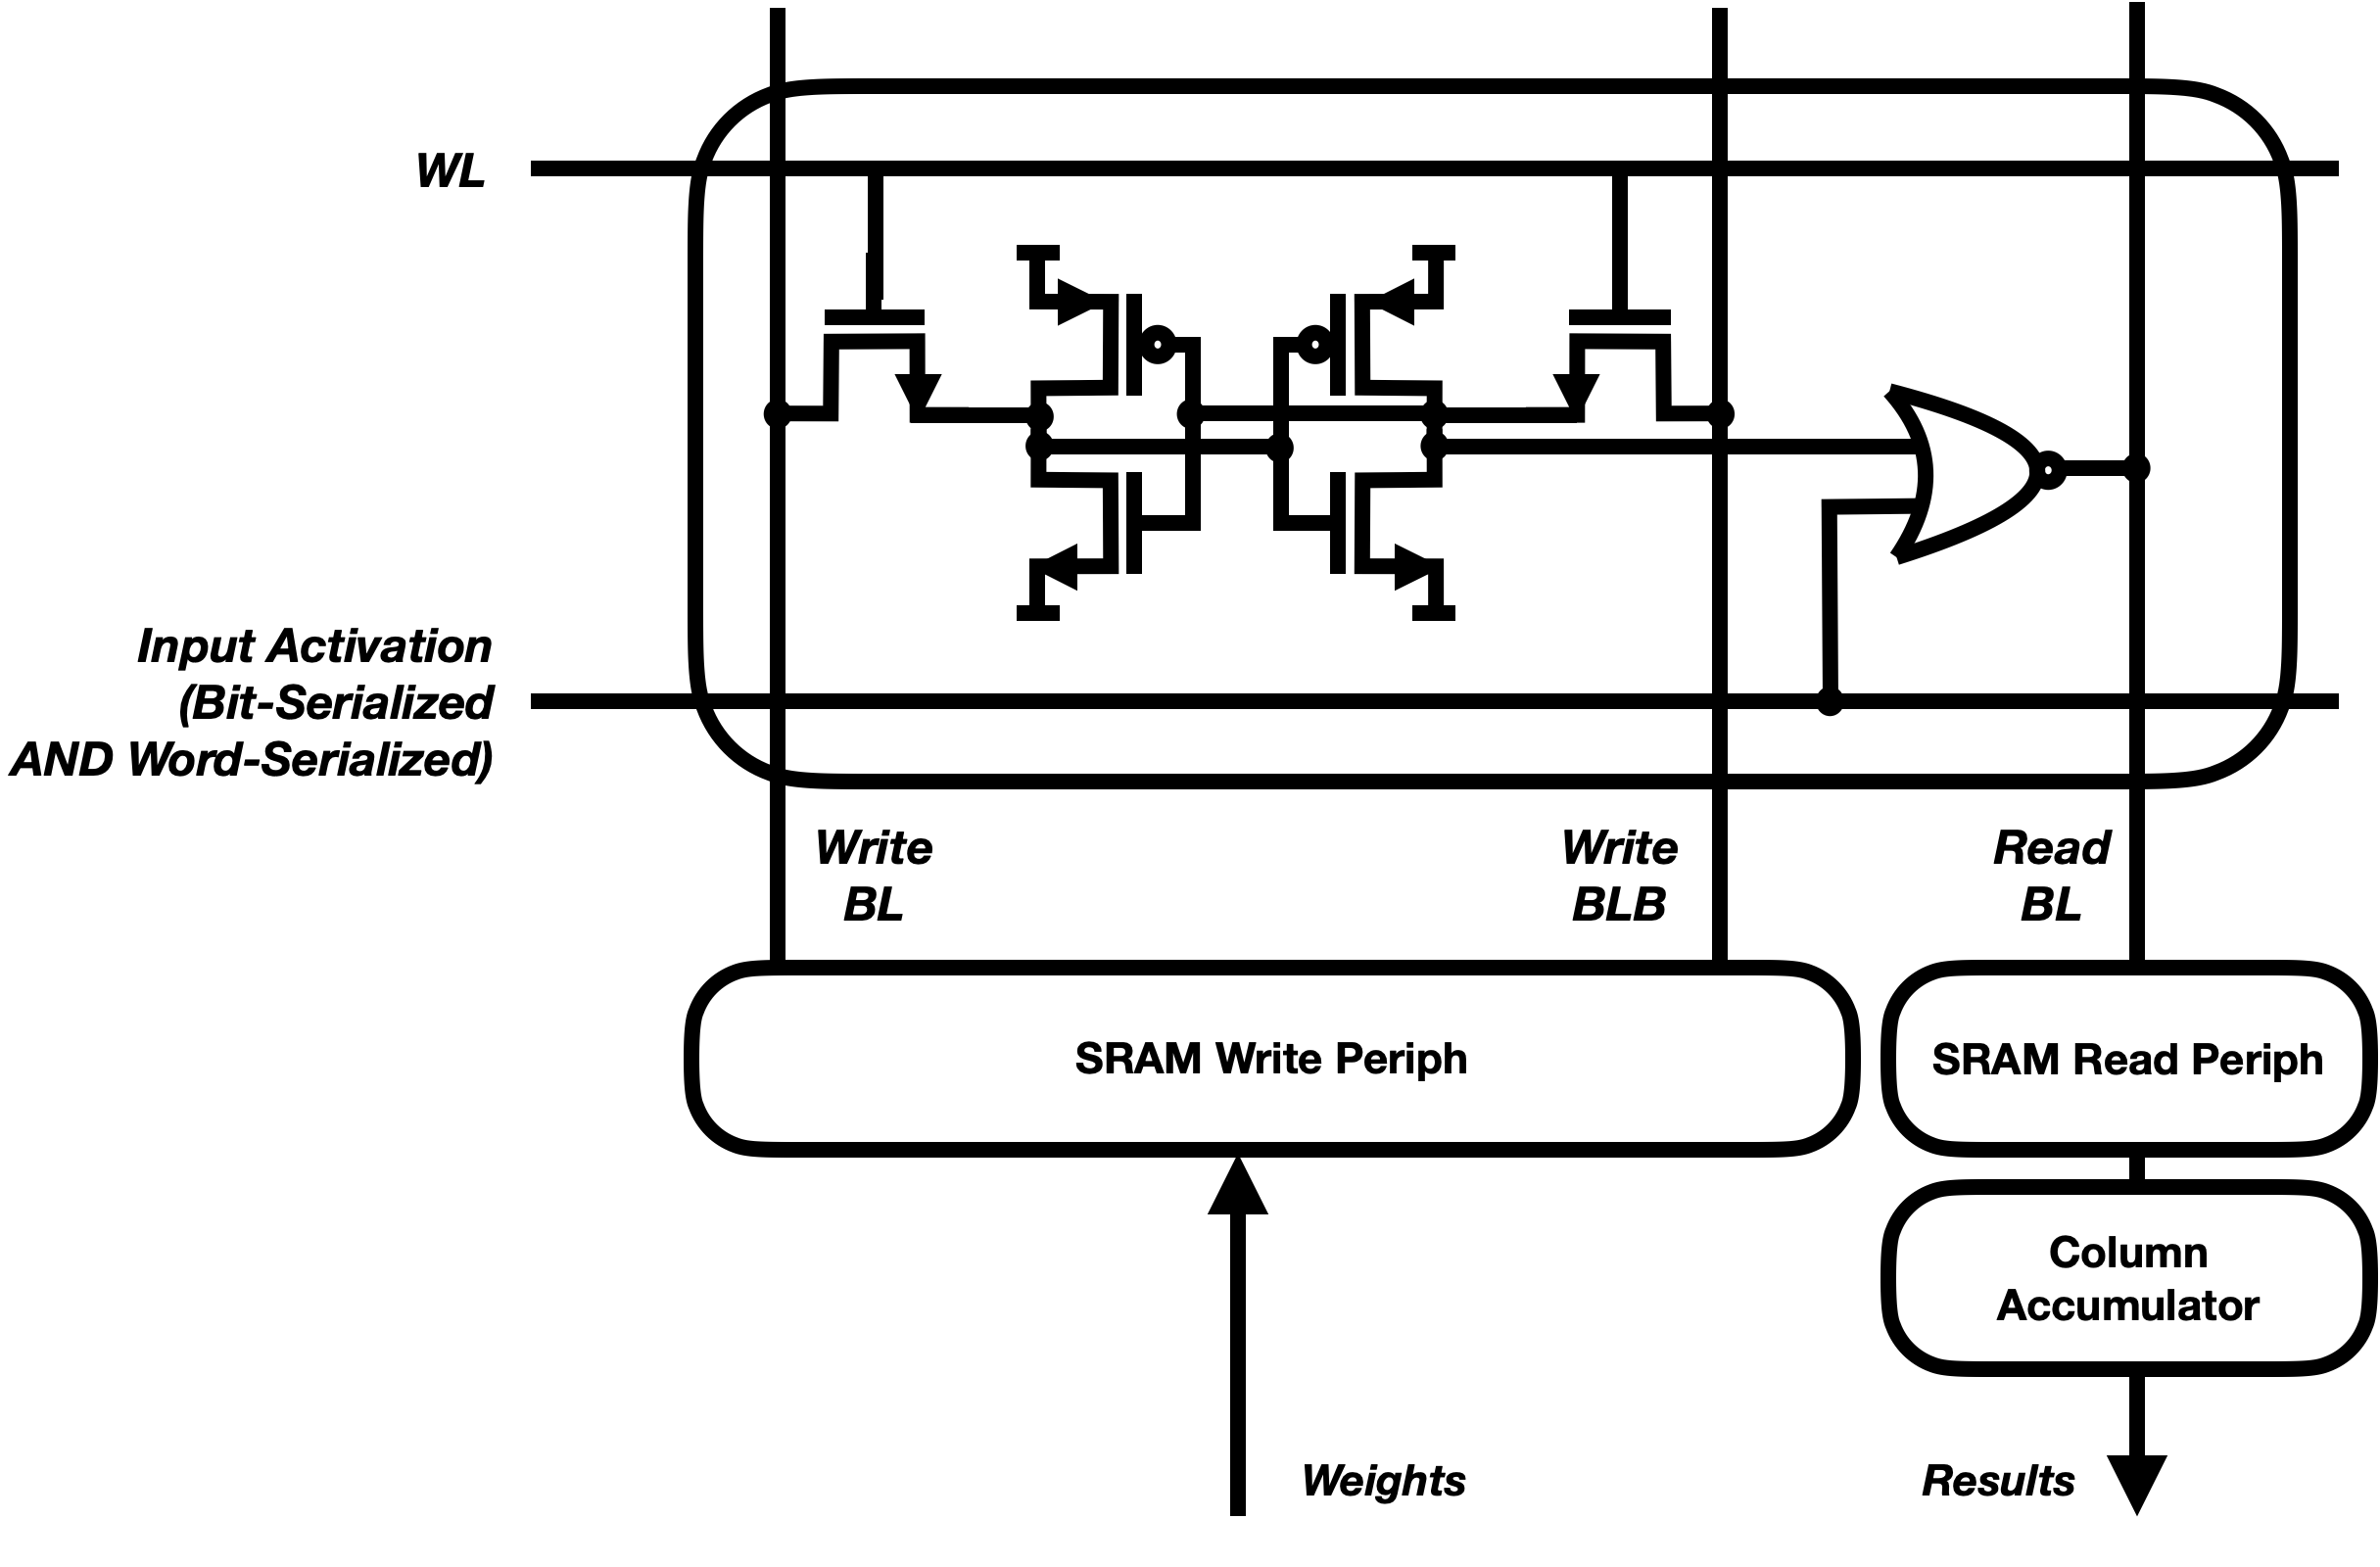 WL
Input Activation
(Bit-Serialized
AND Word-Serialized)
Write
BL
Write
BLB
Read
BL
SRAM Write Periph
SRAM Read Periph
Column
Accumulator
Weights
Results